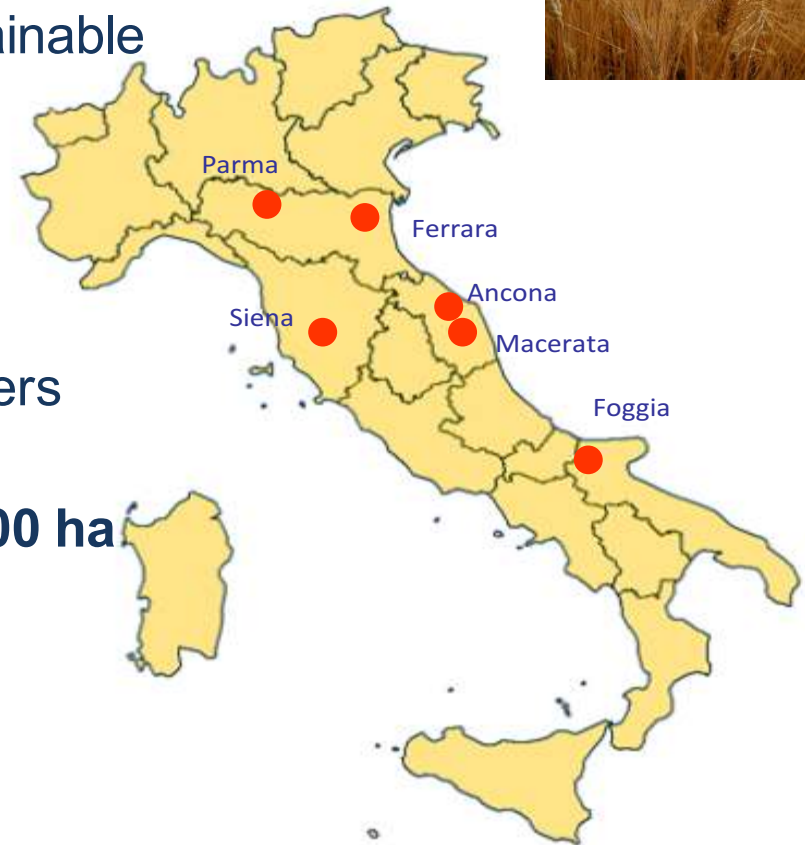 ainable
Parma
Ferrara
Ancona
Siena
Macerata
ers
Foggia
00 ha